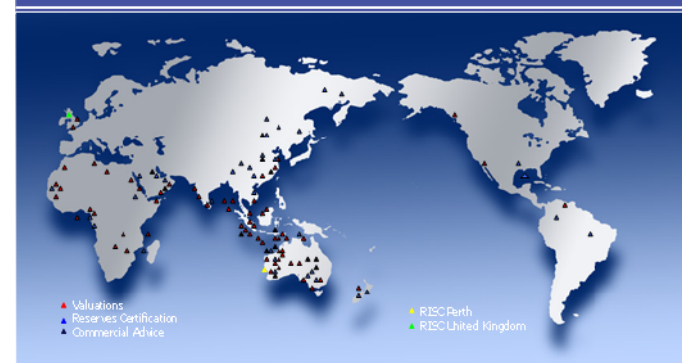 Valuations
Reserves Certification
Commercial Advice
RISC Perth
RISC United Kingdom